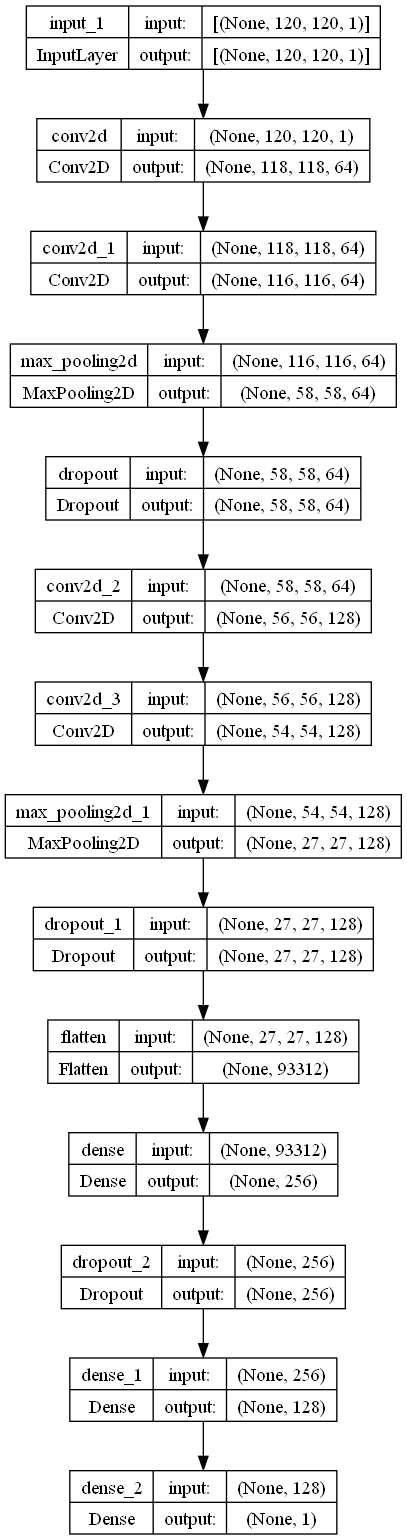 input_1 input: [(None, 120, 120, 1)]
InputLayer output: [(None, 120, 120, 1)]
conv2d input: (None, 120, 120, 1)
Conv2D output: (None, 118, 118, 64)
conv2d_1 input: (None, 118, 118, 64)
Conv2D output: (None, 116, 116, 64)
max_pooling2d input: (None, 116, 116, 64)
MaxPooling2D output: (None, 58, 58, 64)
dropout input: (None, 58, 58, 64)
Dropout output: (None, 58, 58, 64)
conv2d_2 input: (None, 58, 58, 64)
Conv2D output: (None, 56, 56, 128)
conv2d_3 input: (None, 56, 56, 128)
Conv2D output: (None, 54, 54, 128)
max_pooling2d_1 input: (None, 54, 54, 128)
MaxPooling2D output: (None, 27, 27, 128)
dropout_1 input: (None, 27, 27, 128)
Dropout output: (None, 27, 27, 128)
flatten input: (None, 27, 27, 128)
Flatten output: (None, 93312)
dense input: (None, 93312)
Dense output: (None, 256)
dropout_2 input: (None, 256)
Dropout output: (None, 256)
dense_1 input: (None, 256)
Dense output: (None, 128)
dense_2 input: (None, 128)
Dense output: (None, 1)